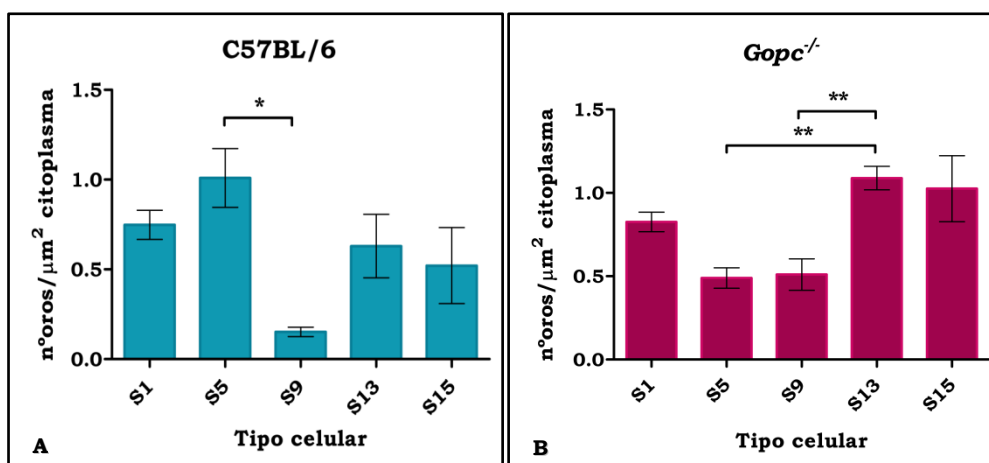 C57BL/6
nºoros/µm² citoplasma
1.5
1.0
0.5
0.0
*
S1
S5
S9
S13
S15
Tipo celular
A
Gopc-/-
nºoros/µm² citoplasma
1.5
1.0
0.5
0.0
**
**
S1
S5
S9
S13
S15
Tipo celular
B